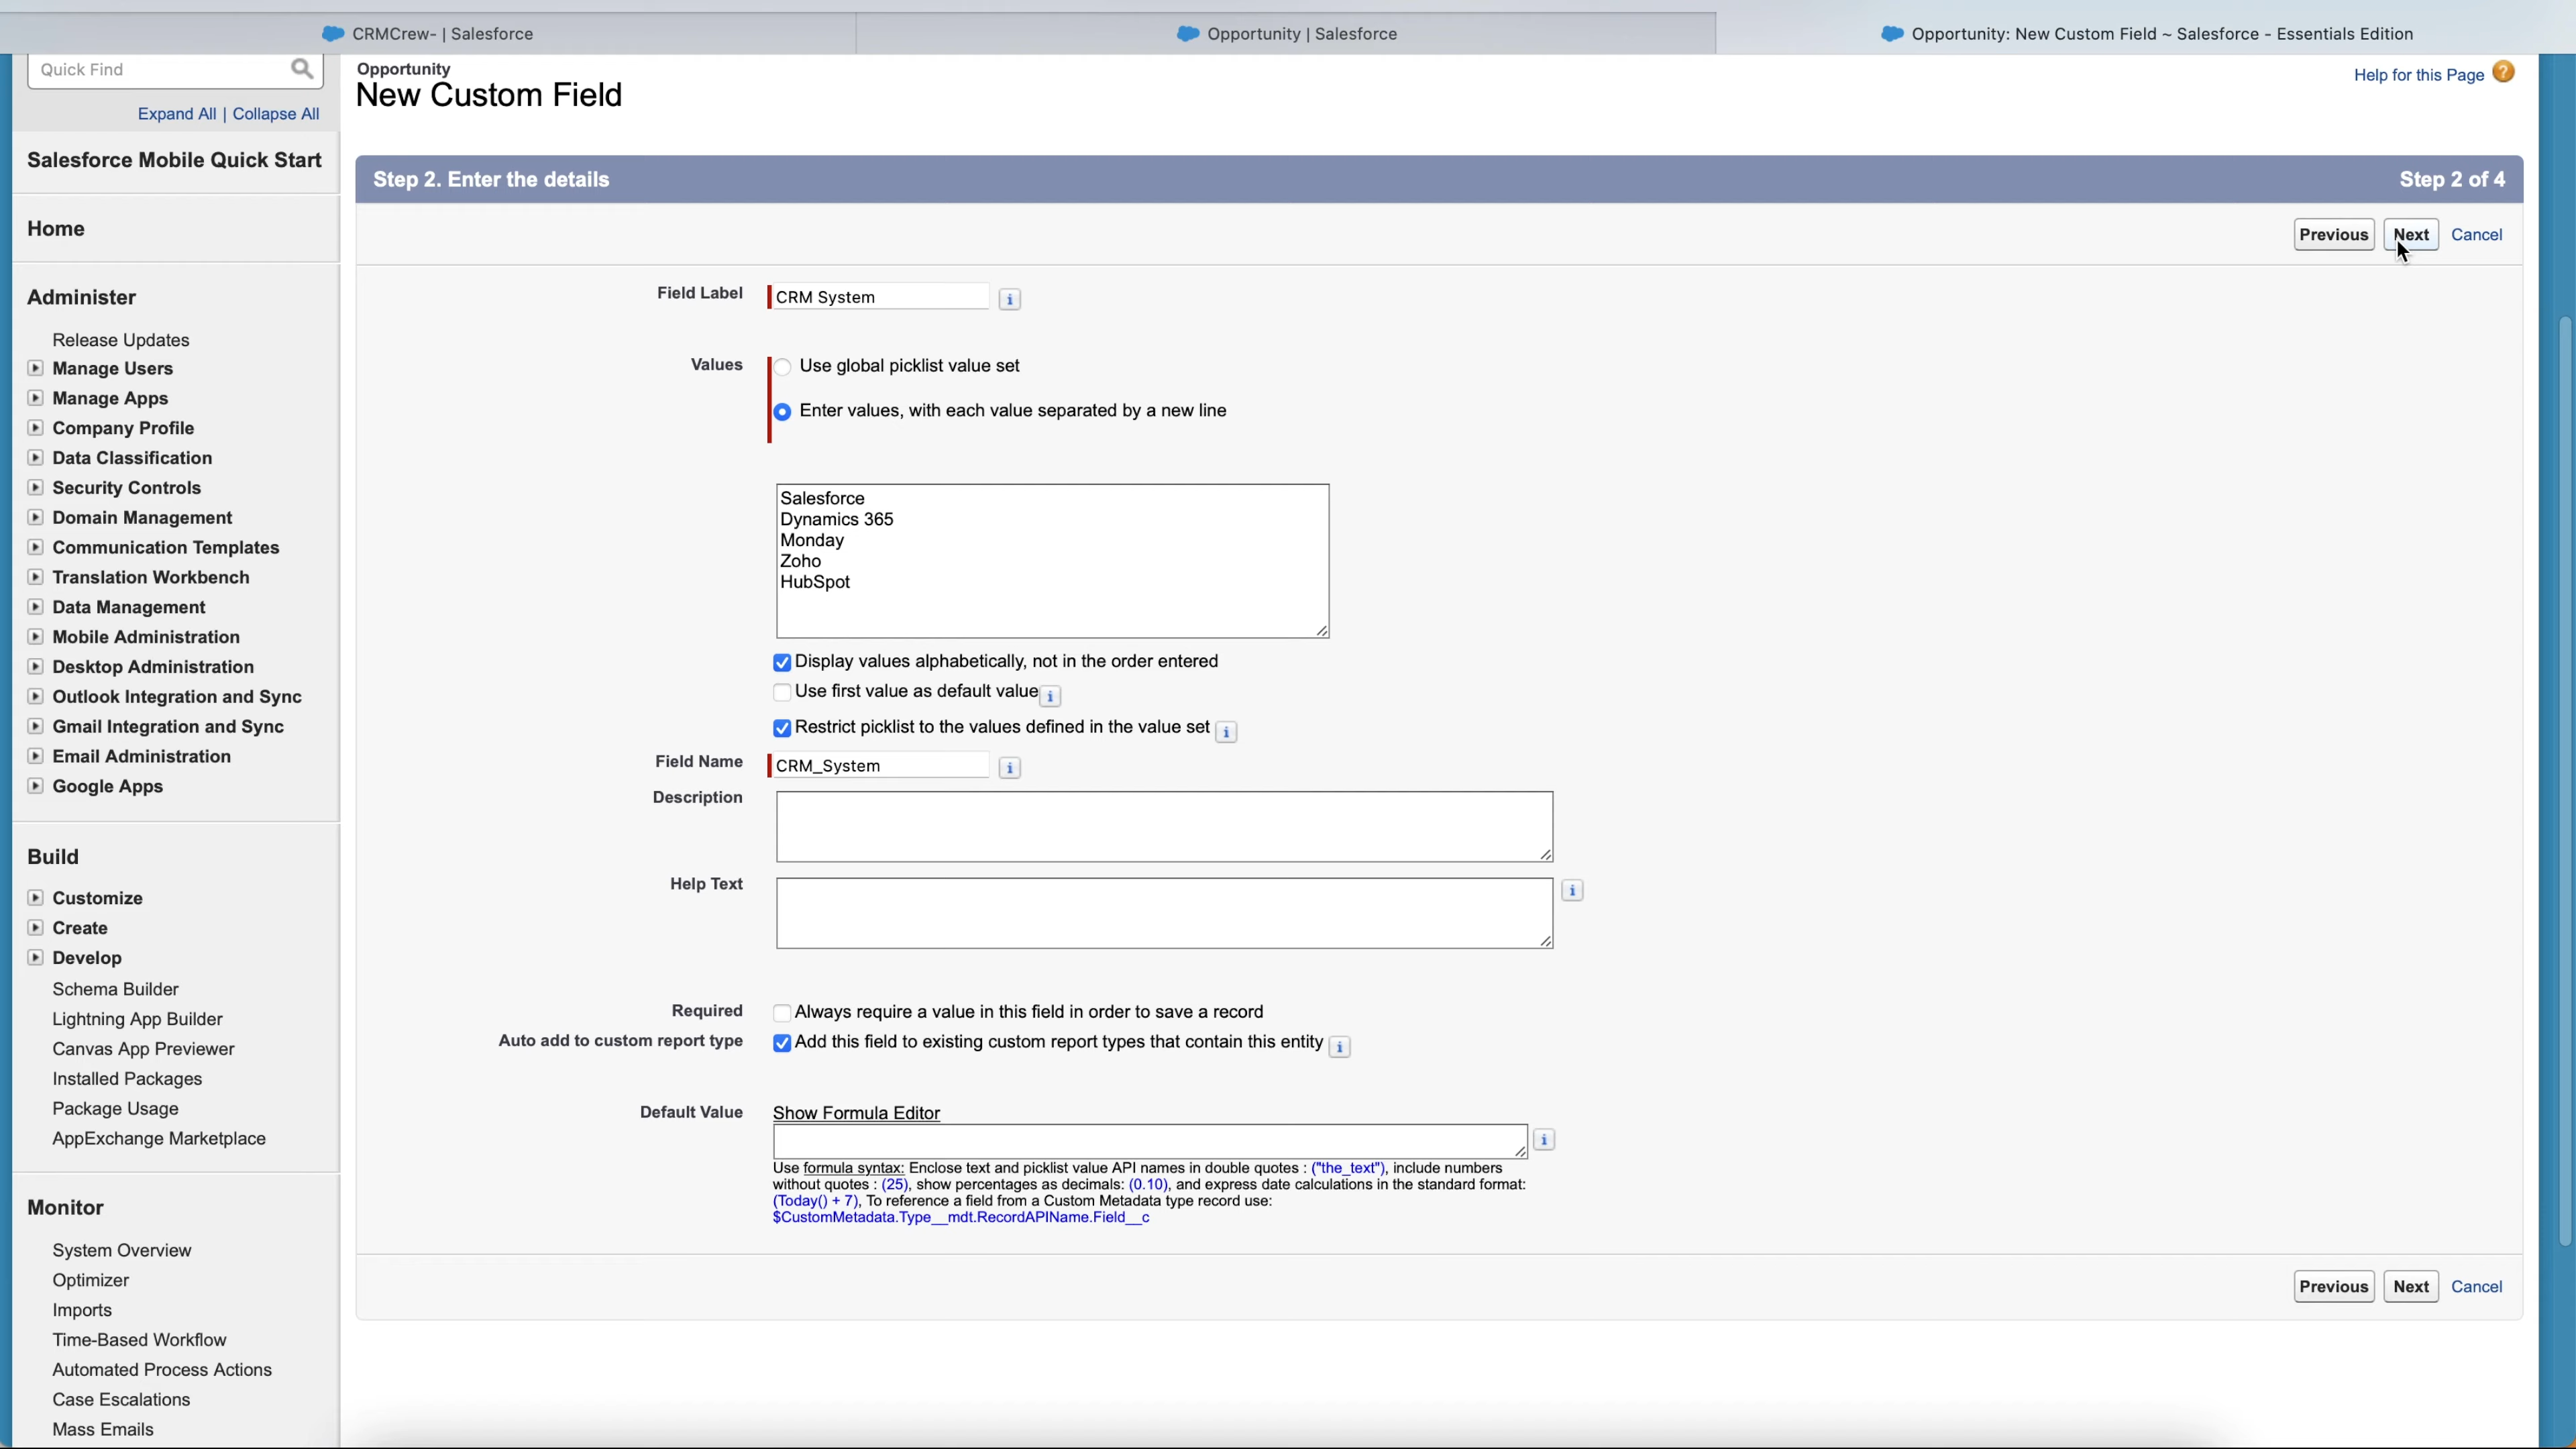 CRMCrew- | Salesforce
Opportunity | Salesforce
Opportunity: New Custom Field ~ Salesforce - Essentials Edition
Quick Find
Expand All | Collapse All
Salesforce Mobile Quick Start
Home
Administer
Release Updates
Manage Users
Manage Apps
Company Profile
Data Classification
Security Controls
Domain Management
Communication Templates
Translation Workbench
Data Management
Mobile Administration
Desktop Administration
Outlook Integration and Sync
Gmail Integration and Sync
Email Administration
Google Apps
Build
Customize
Create
Develop
Schema Builder
Lightning App Builder
Canvas App Previewer
Installed Packages
Package Usage
AppExchange Marketplace
Monitor
System Overview
Optimizer
Imports
Time-Based Workflow
Automated Process Actions
Case Escalations
Mass Emails
Opportunity
New Custom Field
Help for this Page ?
Step 2. Enter the details
Step 2 of 4
Previous Next Cancel
Field Label CRM System i
Values
Use global picklist value set
Enter values, with each value separated by a new line
Salesforce
Dynamics 365
Monday
Zoho
HubSpot
Display values alphabetically, not in the order entered
Use first value as default value i
Restrict picklist to the values defined in the value set i
Field Name CRM_System i
Description
Help Text i
Required Always require a value in this field in order to save a record
Auto add to custom report type Add this field to existing custom report types that contain this entity i
Default Value Show Formula Editor
i
Use formula syntax: Enclose text and picklist value API names in double quotes : ("the_text"), include numbers
without quotes : (25), show percentages as decimals: (0.10), and express date calculations in the standard format:
(Today() + 7), To reference a field from a Custom Metadata type record use:
$CustomMetadata.Type__mdt.RecordAPIName.Field__c
Previous Next Cancel